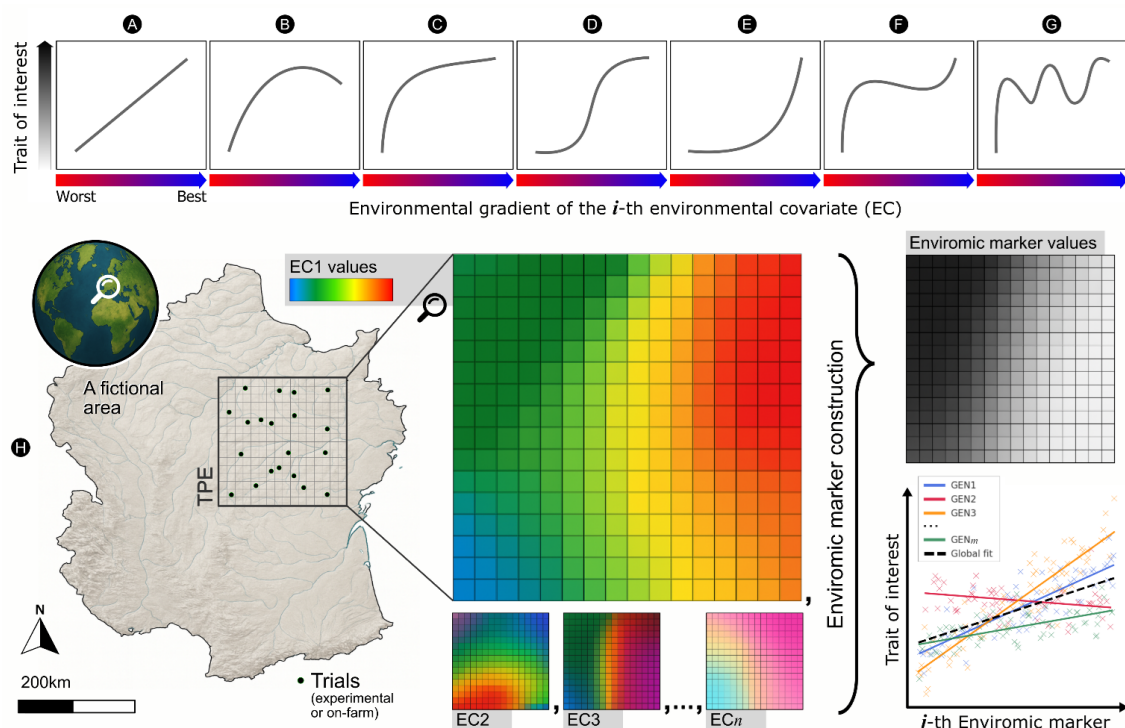 A
B
C
D
E
F
G
Trait of interest
Worst
Best
Environmental gradient of the i-th environmental covariate (EC)
EC1 values
Enviromic marker values
A fictional
area
H
TPE
Enviromic marker construction
GEN1
GEN2
GEN3
...
GENm
Global fit
Trait of interest
i-th Enviromic marker
,
N
200km
Trials
(experimental
or on-farm)
EC2
,
EC3
,...,
ECn